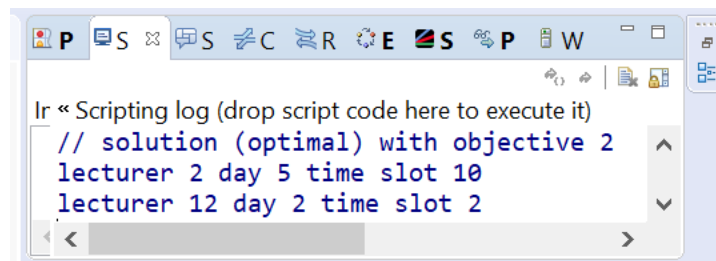 P S S C R E S P W
Ir « Scripting log (drop script code here to execute it)
// solution (optimal) with objective 2
lecturer 2 day 5 time slot 10
lecturer 12 day 2 time slot 2